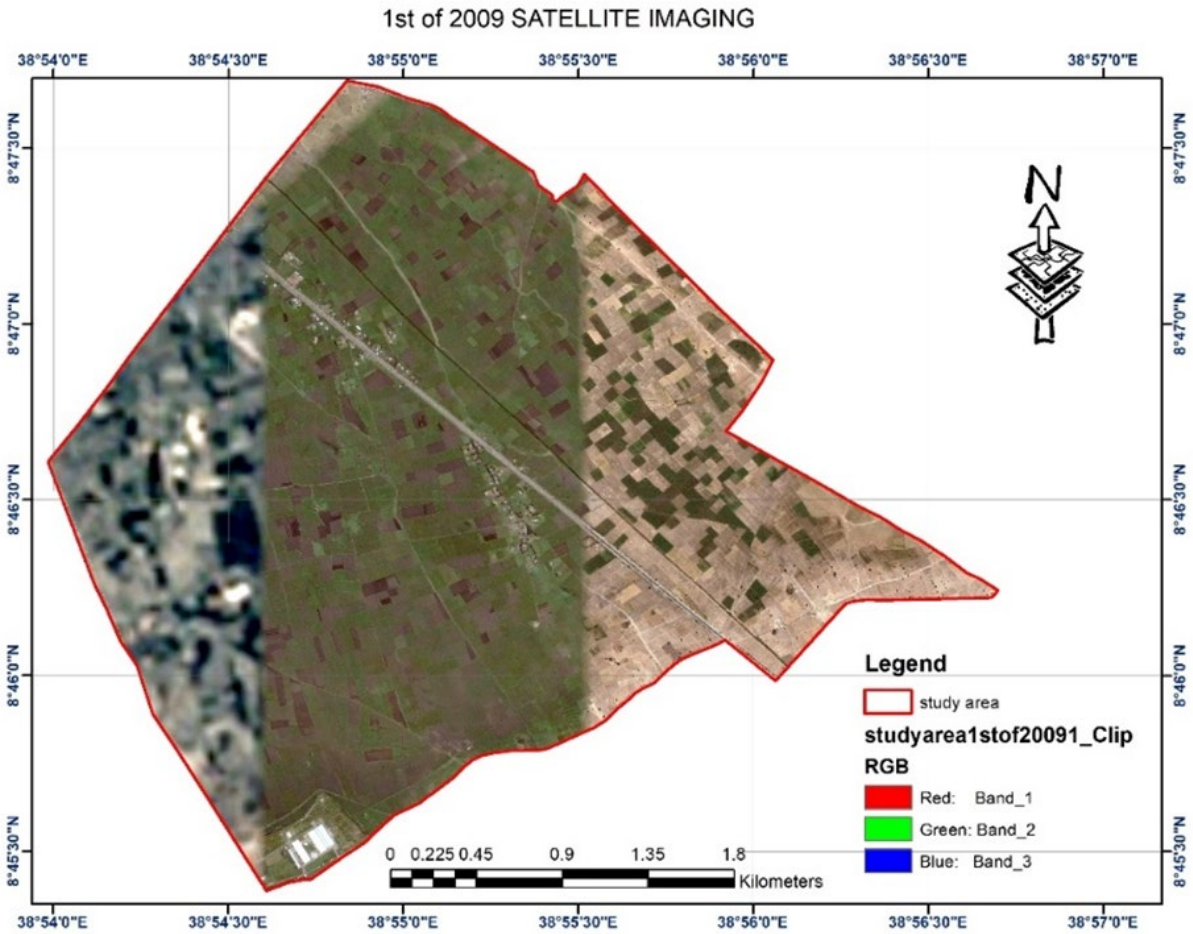 1st of 2009 SATELLITE IMAGING
38°54'0"E 38°54'30"E 38°55'0"E 38°55'30"E 38°56'0"E 38°56'30"E 38°57'0"E
8°47'30"N 8°47'30"N
N
8°47'0"N 8°47'0"N
8°46'30"N 8°46'30"N
8°46'0"N 8°46'0"N
Legend
study area
studyarea1stof20091_Clip
RGB
Red: Band_1
Green: Band_2
Blue: Band_3
8°45'30"N 8°45'30"N
0 0.225 0.45 0.9 1.35 1.8
Kilometers
38°54'0"E 38°54'30"E 38°55'0"E 38°55'30"E 38°56'0"E 38°56'30"E 38°57'0"E